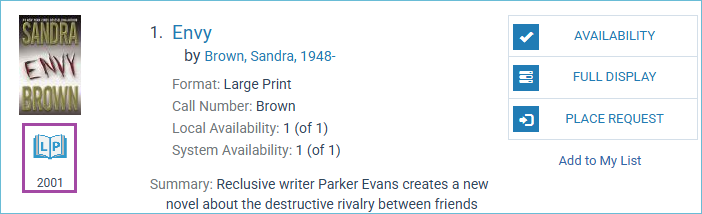 SANDRA
ENVY
BROWN
LP
2001
1. Envy
by Brown, Sandra, 1948-
Format: Large Print
Call Number: Brown
Local Availability: 1 (of 1)
System Availability: 1 (of 1)
Summary: Reclusive writer Parker Evans creates a new
novel about the destructive rivalry between friends
AVAILABILITY
FULL DISPLAY
PLACE REQUEST
Add to My List